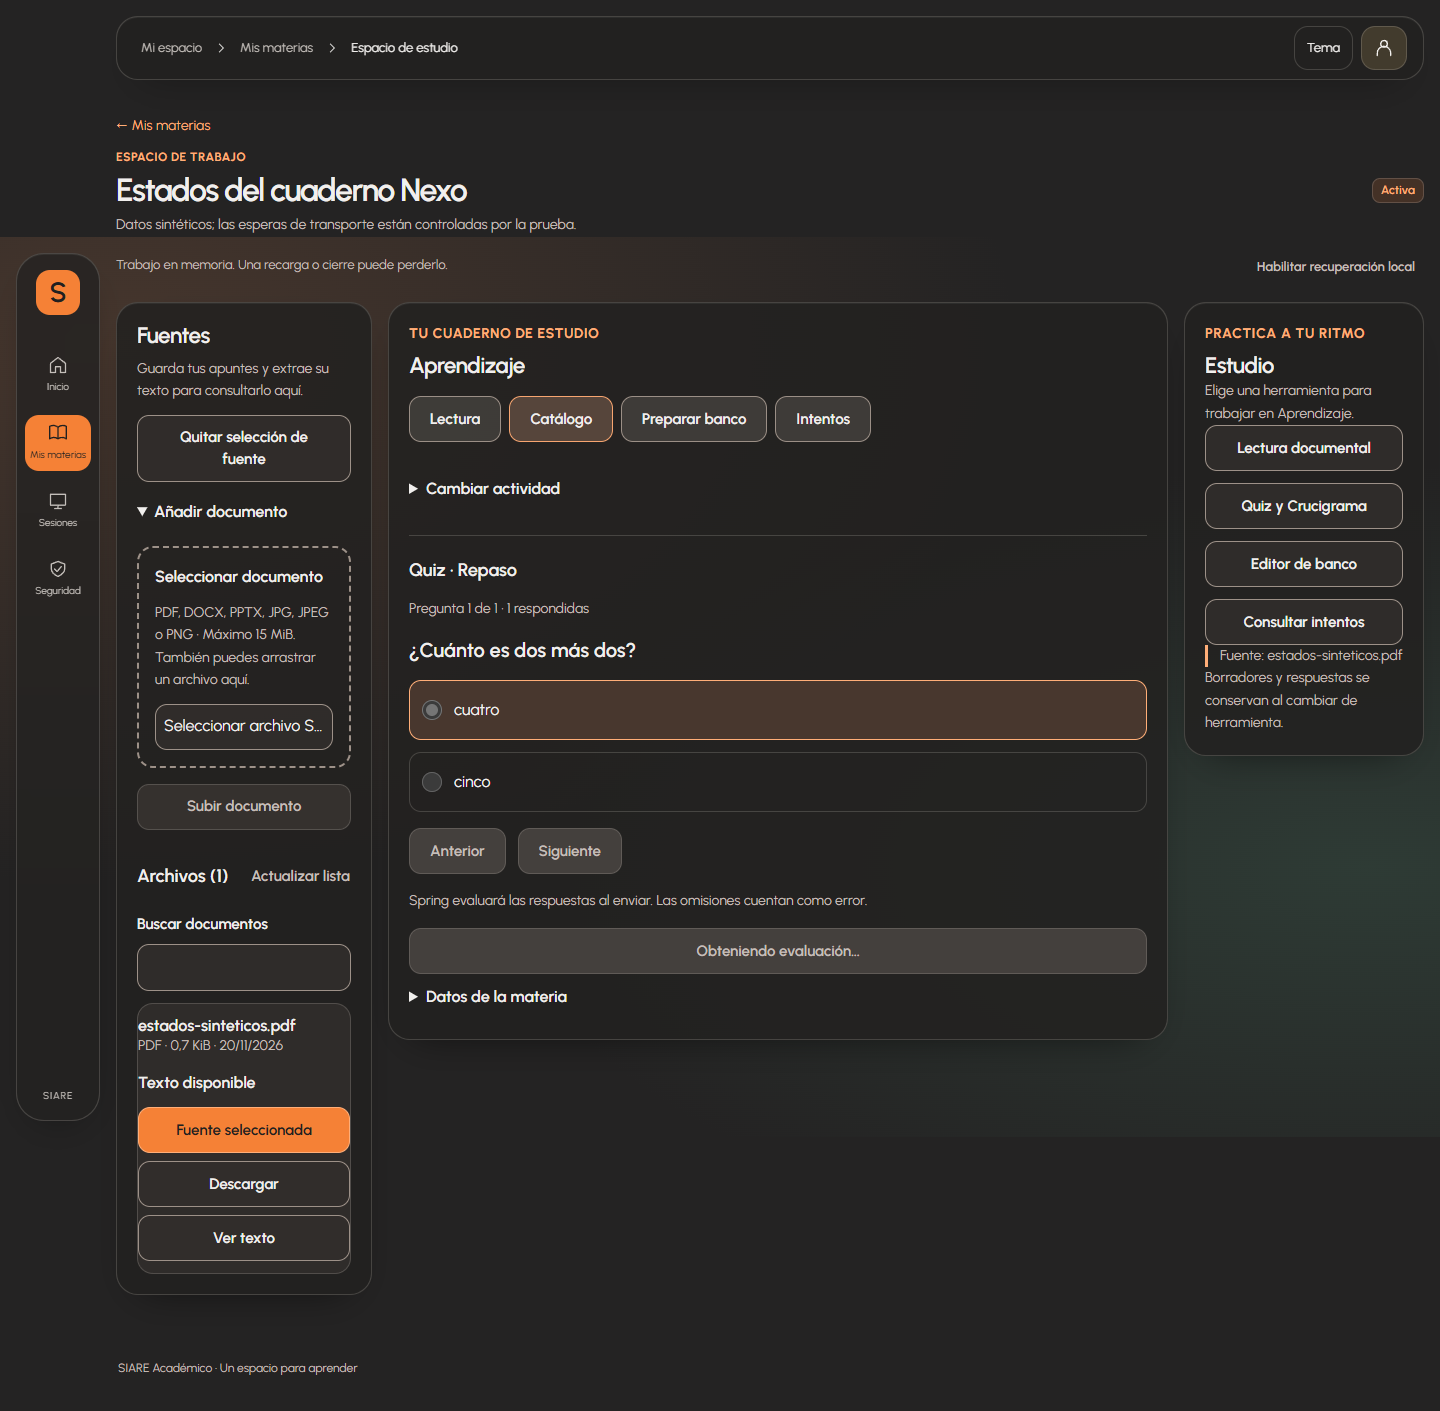 Mi espacio > Mis materias > Espacio de estudio
Tema
← Mis materias
ESPACIO DE TRABAJO
Estados del cuaderno Nexo
Activa
Datos sintéticos; las esperas de transporte están controladas por la prueba.
Trabajo en memoria. Una recarga o cierre puede perderlo.
Habilitar recuperación local
S
Inicio
Mis materias
Sesiones
Seguridad
SIARE
Fuentes
Guarda tus apuntes y extrae su
texto para consultarlo aquí.
Quitar selección de
fuente
Añadir documento
Seleccionar documento
PDF, DOCX, PPTX, JPG, JPEG
o PNG · Máximo 15 MiB.
También puedes arrastrar
un archivo aquí.
Seleccionar archivo S...
Subir documento
Archivos (1)
Actualizar lista
Buscar documentos
estados-sinteticos.pdf
PDF · 0,7 KiB · 20/11/2026
Texto disponible
Fuente seleccionada
Descargar
Ver texto
TU CUADERNO DE ESTUDIO
Aprendizaje
Lectura
Catálogo
Preparar banco
Intentos
Cambiar actividad
Quiz · Repaso
Pregunta 1 de 1 · 1 respondidas
¿Cuánto es dos más dos?
cuatro
cinco
Anterior
Siguiente
Spring evaluará las respuestas al enviar. Las omisiones cuentan como error.
Obteniendo evaluación...
Datos de la materia
PRACTICA A TU RITMO
Estudio
Elige una herramienta para
trabajar en Aprendizaje.
Lectura documental
Quiz y Crucigrama
Editor de banco
Consultar intentos
Fuente: estados-sinteticos.pdf
Borradores y respuestas se
conservan al cambiar de
herramienta.
SIARE Académico · Un espacio para aprender